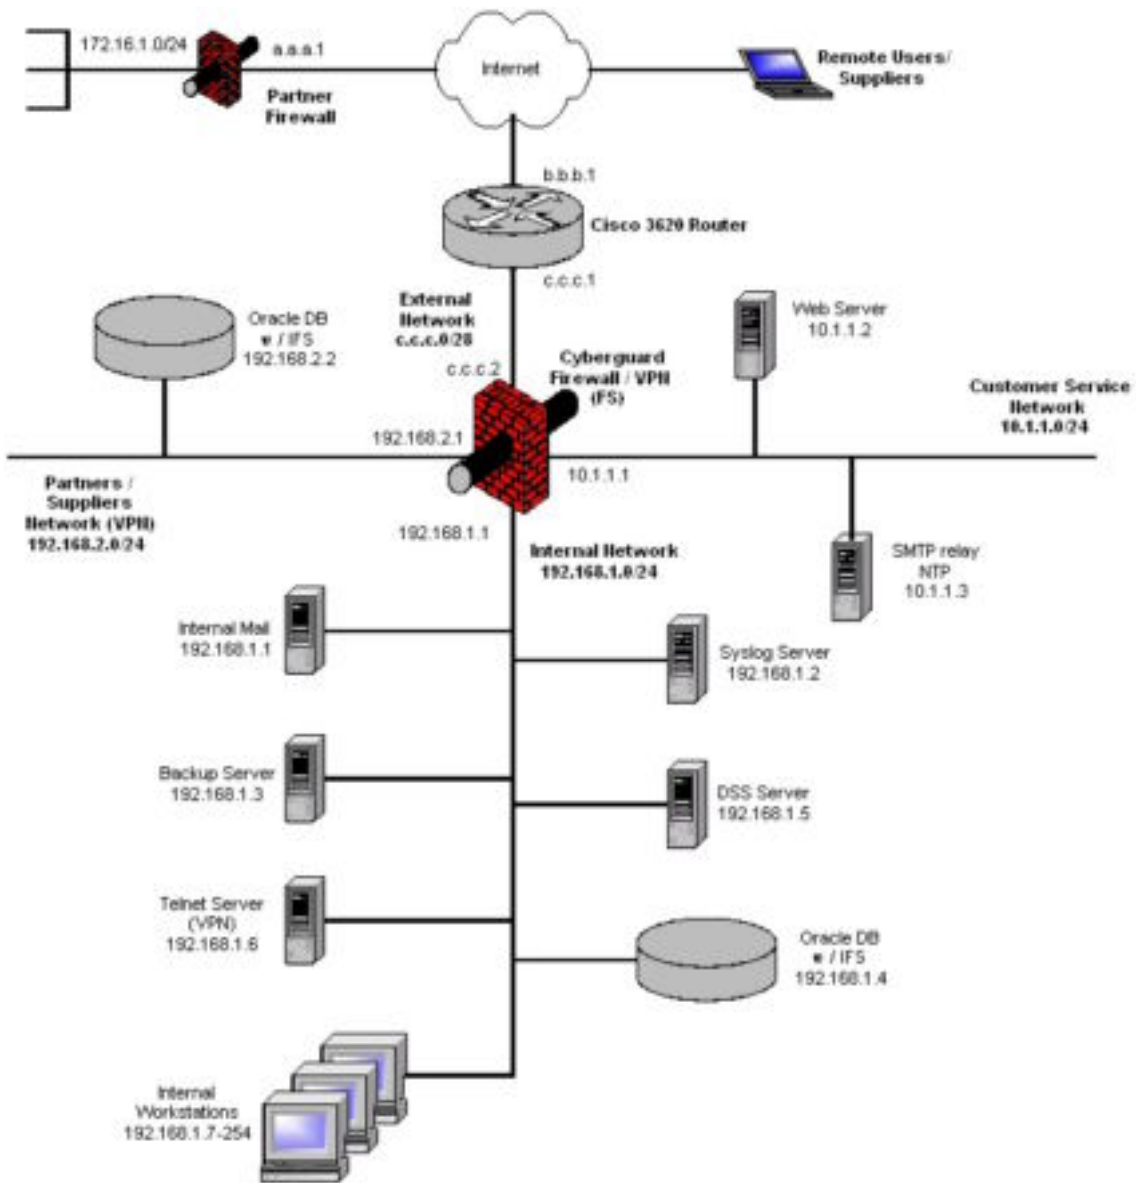 172.16.1.0/24
a.a.a.1
Partner
Firewall
Internet
Remote Users/
Suppliers
b.b.b.1
Cisco 3620 Router
c.c.c.1
External
Network
c.c.c.0/28
c.c.c.2
Oracle DB
w / IFS
192.168.2.2
Cyberguard
Firewall / VPN
(FS)
Web Server
10.1.1.2
Customer Service
Network
10.1.1.0/24
192.168.2.1
10.1.1.1
Partners /
Suppliers
Network (VPN)
192.168.2.0/24
192.168.1.1
Internal Network
192.168.1.0/24
SMTP relay
NTP
10.1.1.3
Internal Mail
192.168.1.1
Syslog Server
192.168.1.2
Backup Server
192.168.1.3
DSS Server
192.168.1.5
Telnet Server
(VPN)
192.168.1.6
Oracle DB
w / IFS
192.168.1.4
Internal
Workstations
192.168.1.7-254